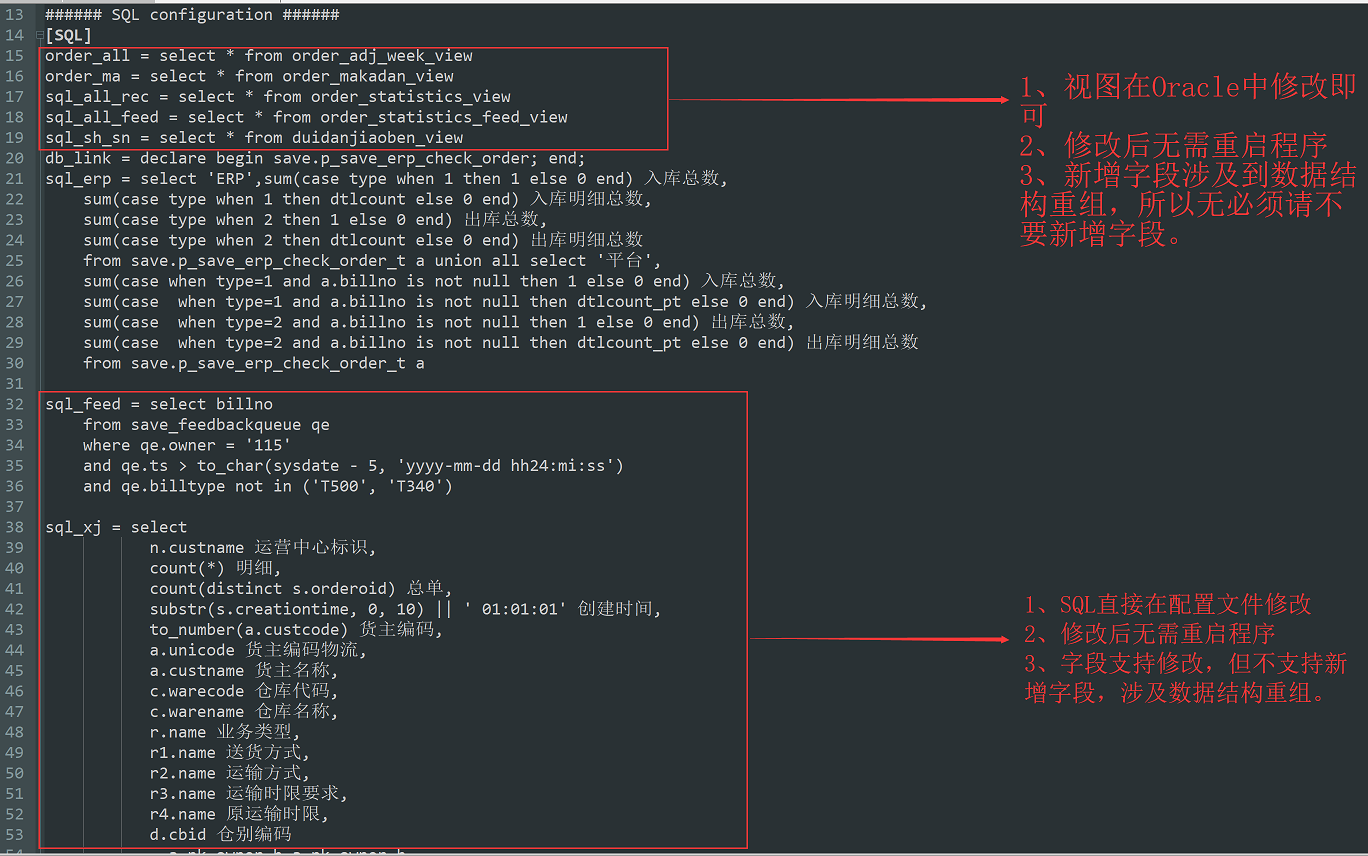 13 ###### SQL configuration ######
14 [SQL]
15 order_all = select * from order_adj_week_view
16 order_ma = select * from order_makadan_view
17 sql_all_rec = select * from order_statistics_view
18 sql_all_feed = select * from order_statistics_feed_view
19 sql_sh_sn = select * from duidanjiaoben_view
20 db_link = declare begin save.p_save_erp_check_order; end;
21 sql_erp = select 'ERP',sum(case type when 1 then 1 else 0 end) 入库总数,
22 sum(case type when 1 then dtlcount else 0 end) 入库明细总数,
23 sum(case type when 2 then 1 else 0 end) 出库总数,
24 sum(case type when 2 then dtlcount else 0 end) 出库明细总数
25 from save.p_save_erp_check_order_t a union all select '平台',
26 sum(case when type=1 and a.billno is not null then 1 else 0 end) 入库总数,
27 sum(case  when type=1 and a.billno is not null then dtlcount_pt else 0 end) 入库明细总数,
28 sum(case  when type=2 and a.billno is not null then 1 else 0 end) 出库总数,
29 sum(case  when type=2 and a.billno is not null then dtlcount_pt else 0 end) 出库明细总数
30 from save.p_save_erp_check_order_t a
31
32 sql_feed = select billno
33 from save_feedbackqueue qe
34 where qe.owner = '115'
35 and qe.ts > to_char(sysdate - 5, 'yyyy-mm-dd hh24:mi:ss')
36 and qe.billtype not in ('T500', 'T340')
37
38 sql_xj = select
39 n.custname 运营中心标识,
40 count(*) 明细,
41 count(distinct s.orderoid) 总单,
42 substr(s.creationtime, 0, 10) || ' 01:01:01' 创建时间,
43 to_number(a.custcode) 货主编码,
44 a.unicode 货主编码物流,
45 a.custname 货主名称,
46 c.warecode 仓库代码,
47 c.warename 仓库名称,
48 r.name 业务类型,
49 r1.name 送货方式,
50 r2.name 运输方式,
51 r3.name 运输时限要求,
52 r4.name 原运输时限,
53 d.cbid 仓别编码
1、视图在Oracle中修改即
可
2、修改后无需重启程序
3、新增字段涉及到数据结
构重组，所以无必须请不
要新增字段。
1、SQL直接在配置文件修改
2、修改后无需重启程序
3、字段支持修改，但不支持新
增字段，涉及数据结构重组。